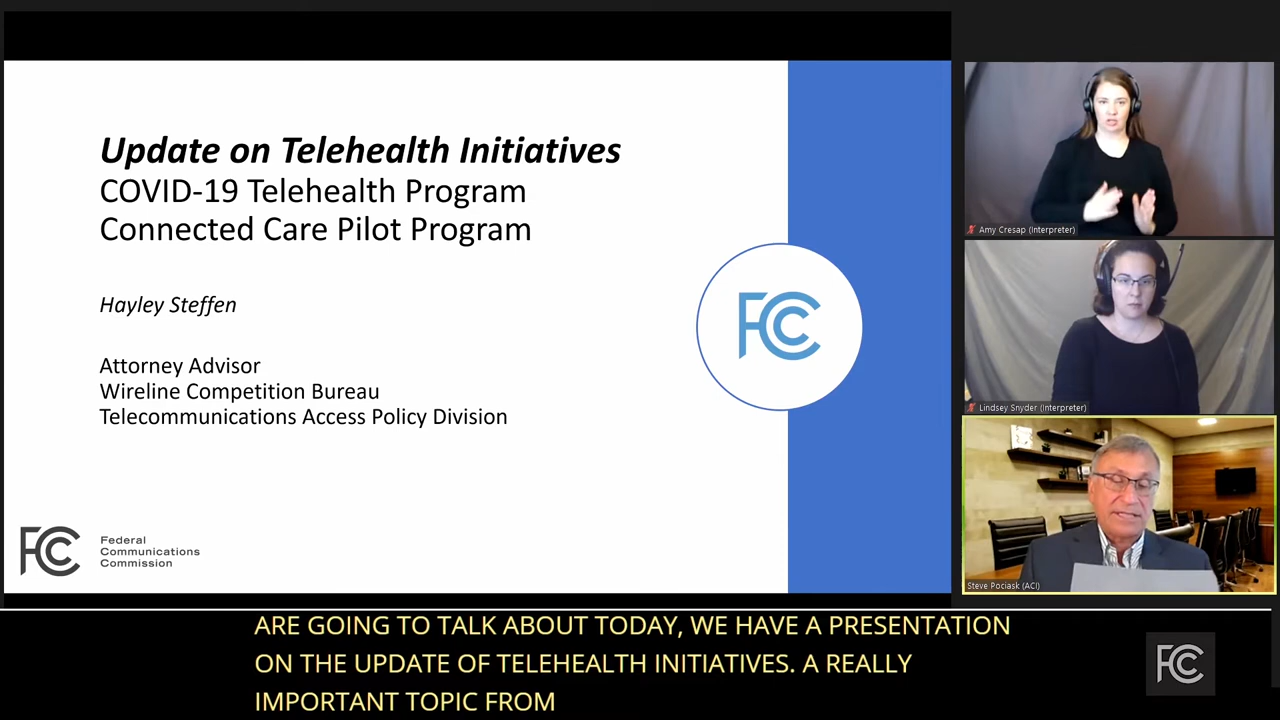 Update on Telehealth Initiatives
COVID-19 Telehealth Program
Connected Care Pilot Program
Hayley Steffen
Attorney Advisor
Wireline Competition Bureau
Telecommunications Access Policy Division
FCC
FCC
Federal
Communications
Commission
Amy Cresap (Interpreter)
Lindsey Snyder (Interpreter)
Steve Pociask (ACI)
ARE GOING TO TALK ABOUT TODAY, WE HAVE A PRESENTATION
ON THE UPDATE OF TELEHEALTH INITIATIVES. A REALLY
IMPORTANT TOPIC FROM
FCC